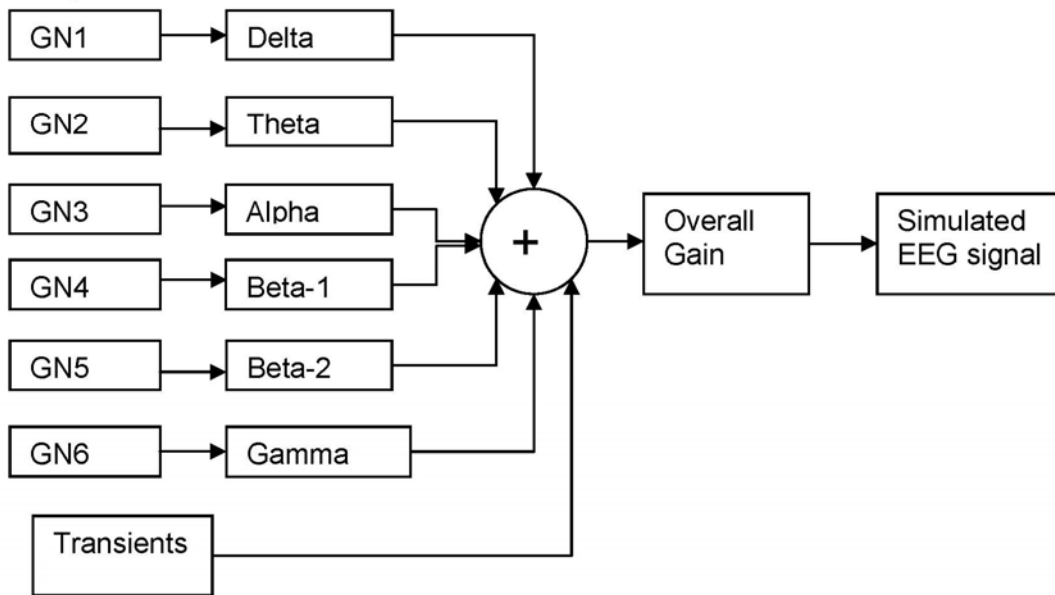 GN1
Delta
GN2
Theta
GN3
Alpha
GN4
Beta-1
GN5
Beta-2
GN6
Gamma
Transients
+
Overall
Gain
Simulated
EEG signal